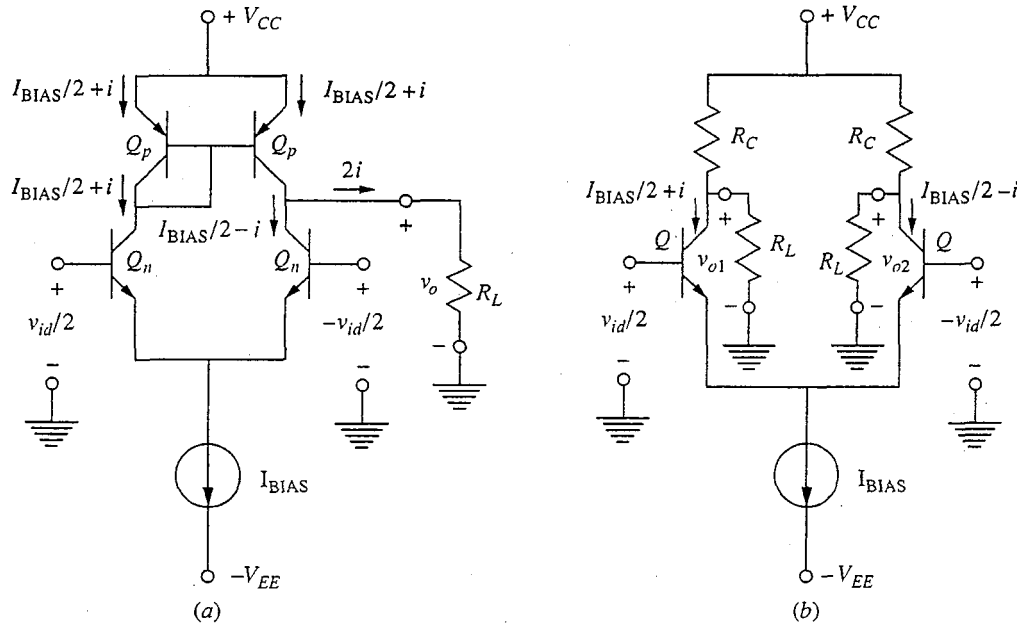 + V_CC
I_BIAS/2 + i
I_BIAS/2 + i
Q_p
Q_p
I_BIAS/2 + i
2i
+
I_BIAS/2 − i
Q_n
Q_n
+
v_id/2
−
+
−v_id/2
−
v_o
R_L
−
I_BIAS
−V_EE
(a)
+ V_CC
R_C
R_C
I_BIAS/2 + i
I_BIAS/2 − i
+
+
Q
v_o1
R_L
R_L
v_o2
Q
+
v_id/2
−
−
−
+
−v_id/2
−
I_BIAS
−V_EE
(b)